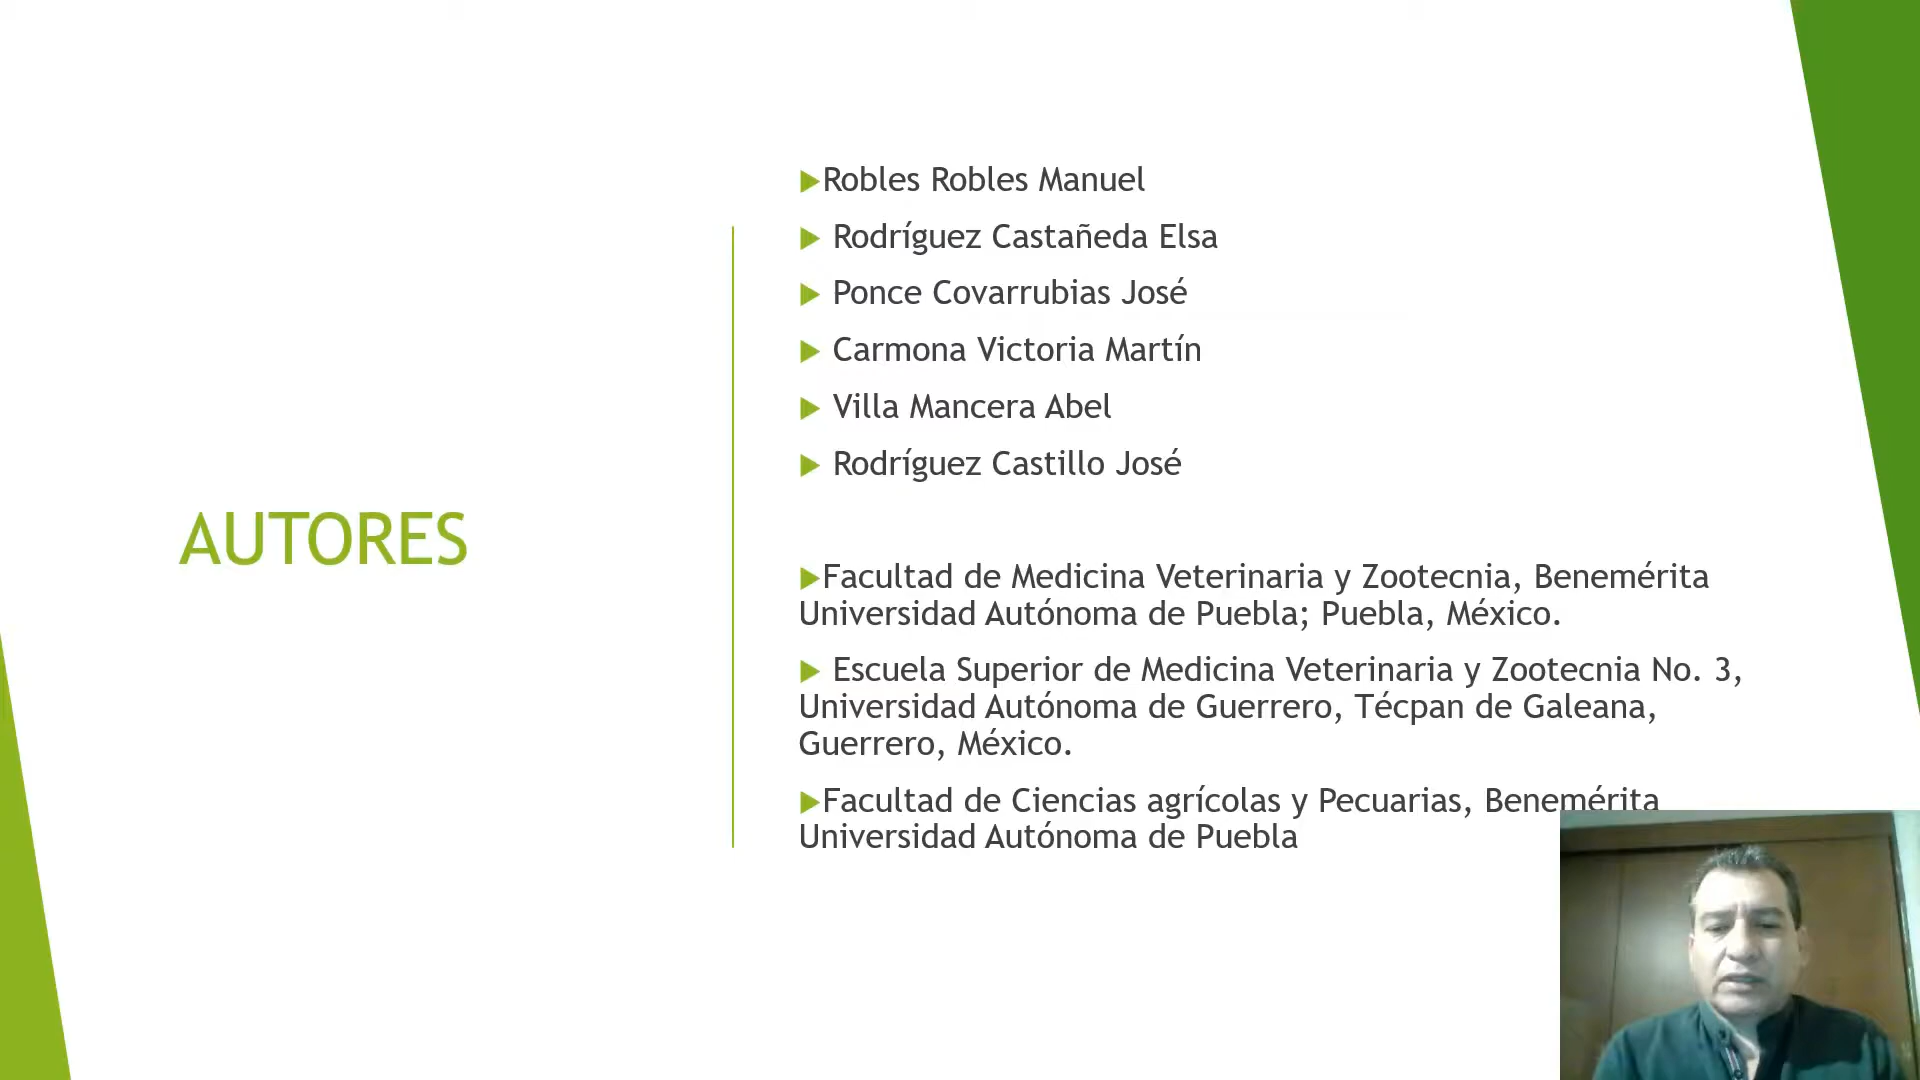 AUTORES
Robles Robles Manuel
Rodríguez Castañeda Elsa
Ponce Covarrubias José
Carmona Victoria Martín
Villa Mancera Abel
Rodríguez Castillo José
Facultad de Medicina Veterinaria y Zootecnia, Benemérita
Universidad Autónoma de Puebla; Puebla, México.
Escuela Superior de Medicina Veterinaria y Zootecnia No. 3,
Universidad Autónoma de Guerrero, Técpan de Galeana,
Guerrero, México.
Facultad de Ciencias agrícolas y Pecuarias, Benemérita
Universidad Autónoma de Puebla